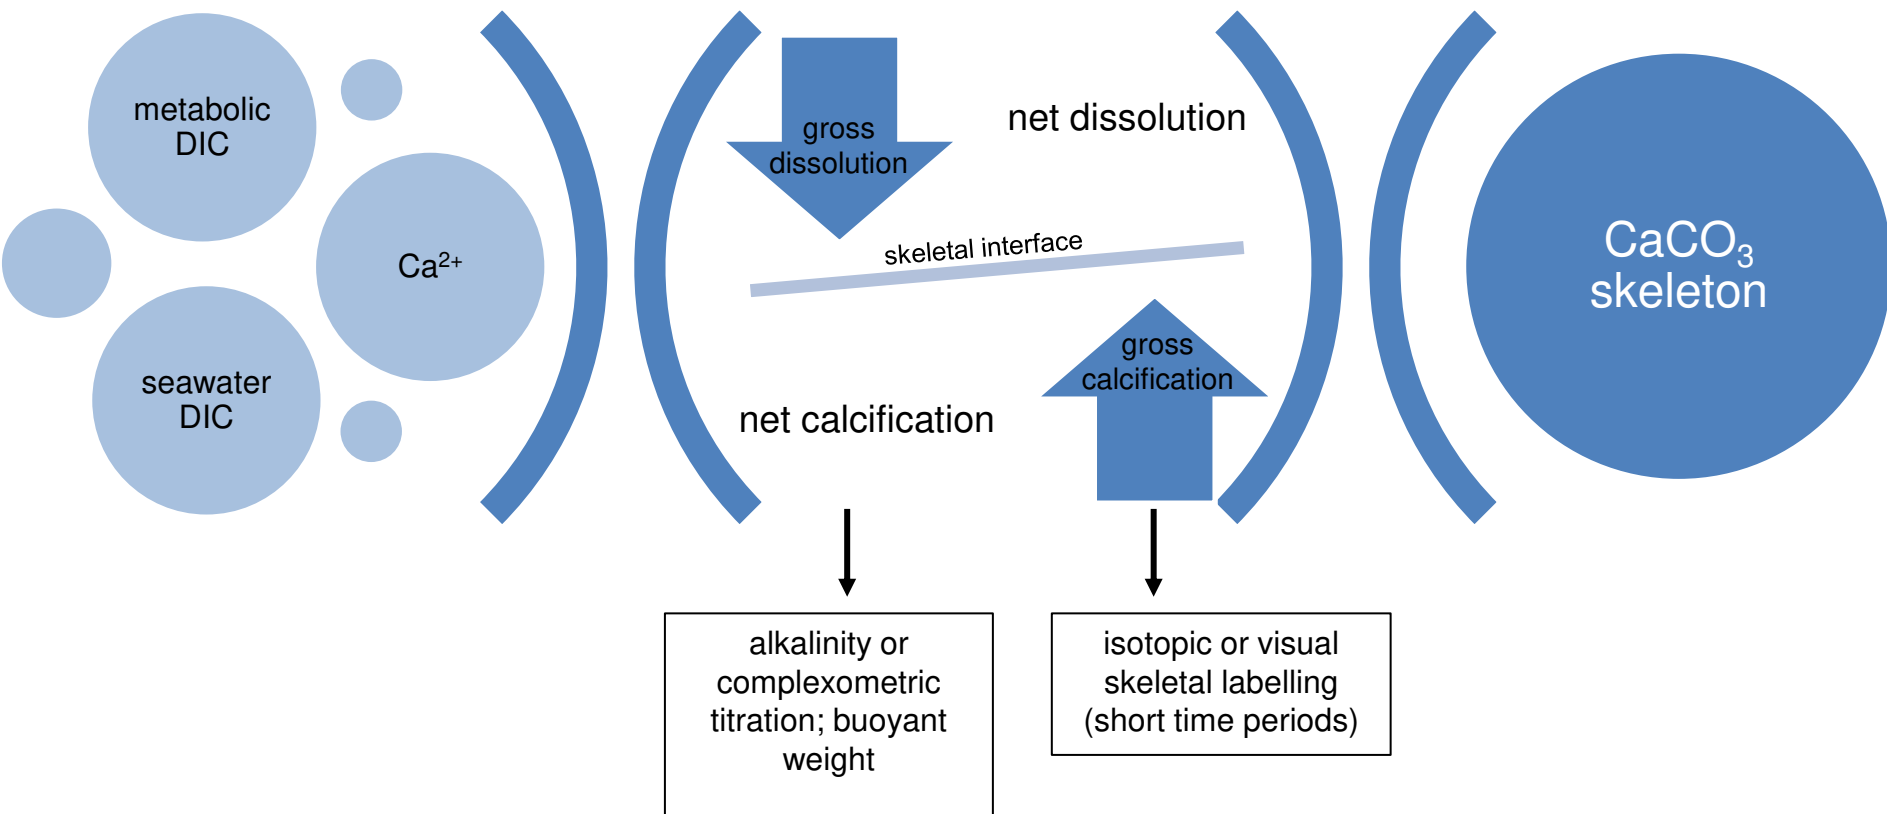 metabolic
DIC
Ca²⁺
seawater
DIC
gross
dissolution
net dissolution
skeletal interface
gross
calcification
net calcification
CaCO₃
skeleton
alkalinity or
complexometric
titration; buoyant
weight
isotopic or visual
skeletal labelling
(short time periods)